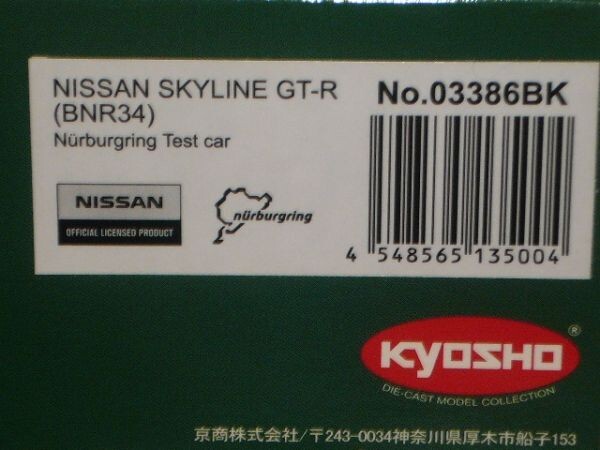 NISSAN SKYLINE GT-R
(BNR34)
Nürburgring Test car
No.03386BK
NISSAN
OFFICIAL LICENSED PRODUCT
nürburgring
4 548565 135004
KYOSHO®
DIE-CAST MODEL COLLECTION
京商株式会社/〒243-0034神奈川県厚木市船子153